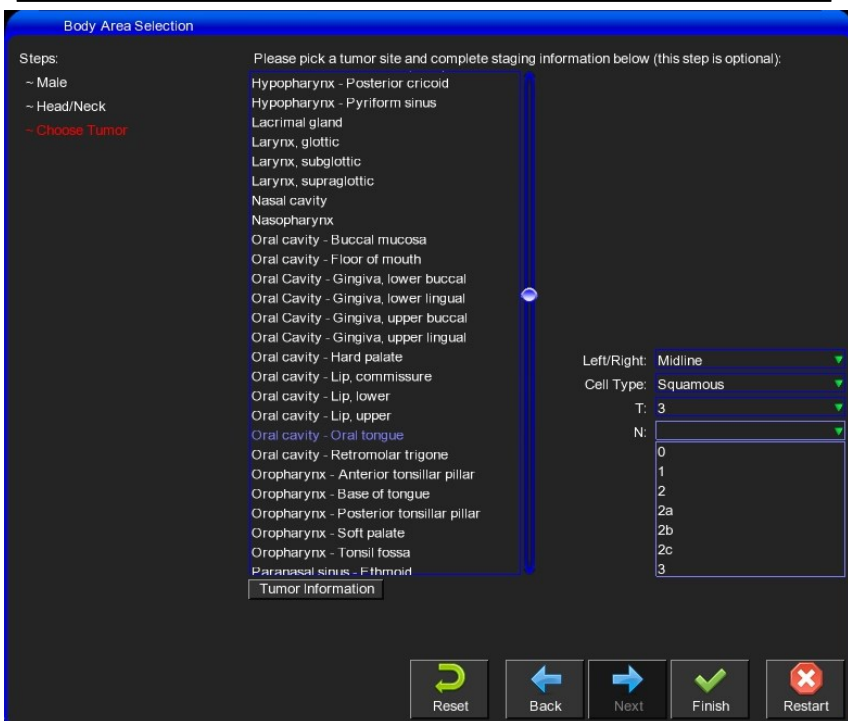 Body Area Selection
Steps:
~ Male
~ Head/Neck
~ Choose Tumor
Please pick a tumor site and complete staging information below (this step is optional):
Hypopharynx - Posterior cricoid
Hypopharynx - Pyriform sinus
Lacrimal gland
Larynx, glottic
Larynx, subglottic
Larynx, supraglottic
Nasal cavity
Nasopharynx
Oral cavity - Buccal mucosa
Oral cavity - Floor of mouth
Oral Cavity - Gingiva, lower buccal
Oral Cavity - Gingiva, lower lingual
Oral Cavity - Gingiva, upper buccal
Oral Cavity - Gingiva, upper lingual
Oral cavity - Hard palate
Oral cavity - Lip, commissure
Oral cavity - Lip, lower
Oral cavity - Lip, upper
Oral cavity - Oral tongue
Oral cavity - Retromolar trigone
Oropharynx - Anterior tonsillar pillar
Oropharynx - Base of tongue
Oropharynx - Posterior tonsillar pillar
Oropharynx - Soft palate
Oropharynx - Tonsil fossa
Paranasal sinus - Ethmoid
Tumor Information
Left/Right: Midline
Cell Type: Squamous
T: 3
N:
0
1
2
2a
2b
2c
3
Reset
Back
Next
Finish
Restart